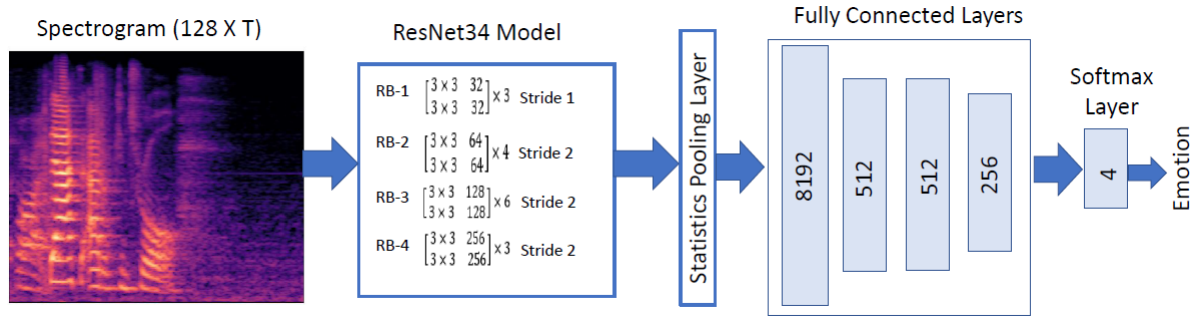 Spectrogram (128 X T)
ResNet34 Model
RB-1 [3 × 3 32
3 × 3 32] × 3 Stride 1
RB-2 [3 × 3 64
3 × 3 64] × 4 Stride 2
RB-3 [3 × 3 128
3 × 3 128] × 6 Stride 2
RB-4 [3 × 3 256
3 × 3 256] × 3 Stride 2
Statistics Pooling Layer
Fully Connected Layers
8192
512
512
256
Softmax
Layer
4
Emotion